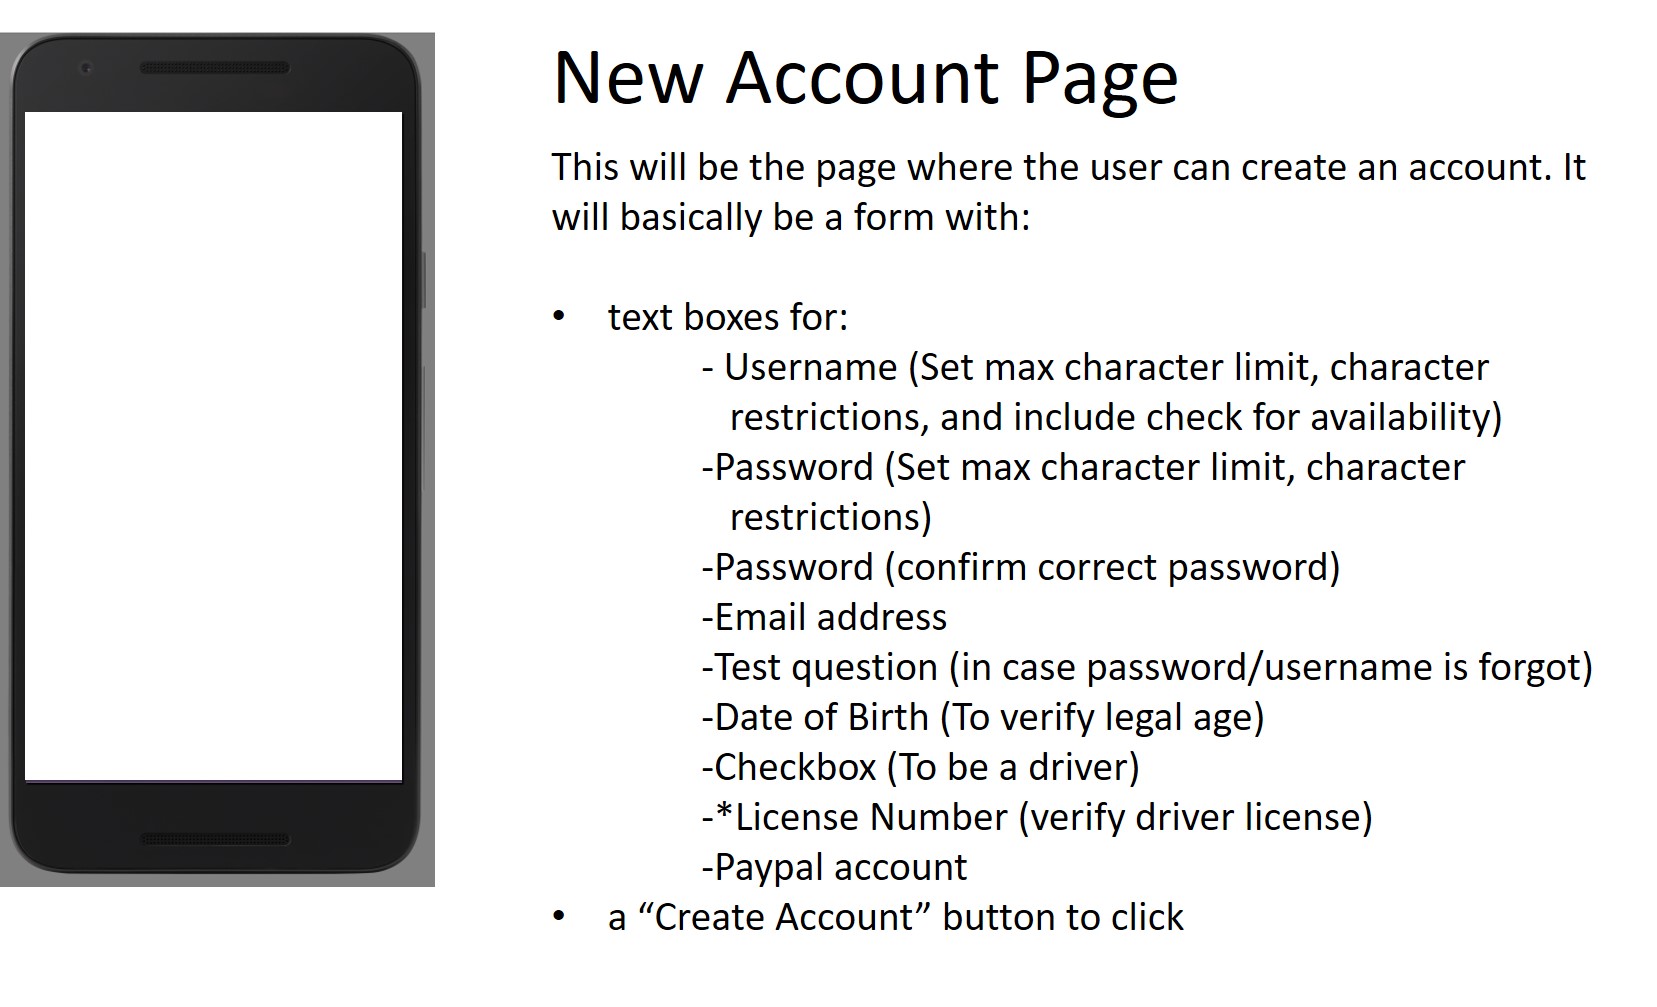 New Account Page
This will be the page where the user can create an account. It
will basically be a form with:
• text boxes for:
- Username (Set max character limit, character
restrictions, and include check for availability)
-Password (Set max character limit, character
restrictions)
-Password (confirm correct password)
-Email address
-Test question (in case password/username is forgot)
-Date of Birth (To verify legal age)
-Checkbox (To be a driver)
-*License Number (verify driver license)
-Paypal account
• a “Create Account” button to click